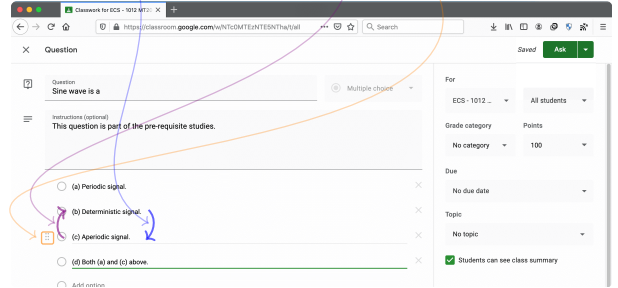 Classwork for ECS - 1012 MT20
https://classroom.google.com/w/NTc0MTEzNTE5NTha/t/all
Search
Question
Saved
Ask
Question
Sine wave is a
Multiple choice
Instructions (optional)
This question is part of the pre-requisite studies.
(a) Periodic signal.
(b) Deterministic signal.
(c) Aperiodic signal.
(d) Both (a) and (c) above.
Add option
For
ECS - 1012 ...
All students
Grade category
Points
No category
100
Due
No due date
Topic
No topic
Students can see class summary